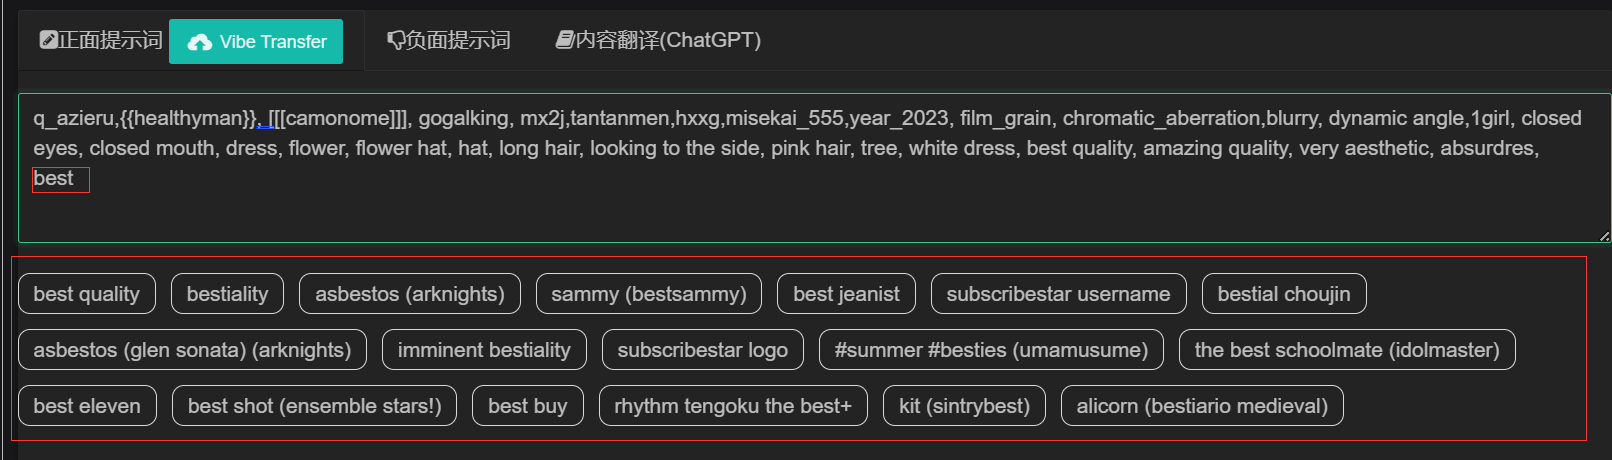 正面提示词 Vibe Transfer 负面提示词 内容翻译(ChatGPT)
q_azieru,{{healthyman}}, [[[camonome]]], gogalking, mx2j,tantanmen,hxxg,misekai_555,year_2023, film_grain, chromatic_aberration,blurry, dynamic angle,1girl, closed
eyes, closed mouth, dress, flower, flower hat, hat, long hair, looking to the side, pink hair, tree, white dress, best quality, amazing quality, very aesthetic, absurdres,
best
best quality bestiality asbestos (arknights) sammy (bestsammy) best jeanist subscribestar username bestial choujin
asbestos (glen sonata) (arknights) imminent bestiality subscribestar logo #summer #besties (umamusume) the best schoolmate (idolmaster)
best eleven best shot (ensemble stars!) best buy rhythm tengoku the best+ kit (sintrybest) alicorn (bestiario medieval)